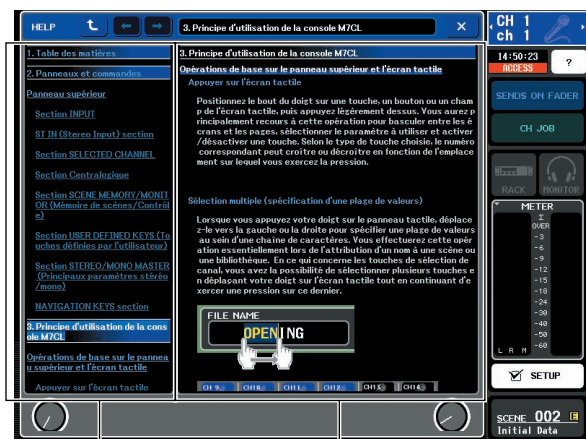 HELP
3. Principe d'utilisation de la console M7CL
CH 1
ch 1
1. Table des matières
2. Panneaux et commandes
Panneau supérieur
Section INPUT
ST IN (Stereo Input) section
Section SELECTED CHANNEL
Section Centralogique
Section SCENE MEMORY/MONIT
OR (Mémoire de scènes/Contrôl
e)
Section USER DEFINED KEYS (To
uches définies par l'utilisateur)
Section STEREO/MONO MASTER
(Principaux paramètres stéréo
/mono)
NAVIGATION KEYS section
3. Principe d'utilisation de la cons
ole M7CL
Opérations de base sur le pannea
u supérieur et l'écran tactile
Appuyer sur l'écran tactile
3. Principe d'utilisation de la console M7CL
Opérations de base sur le panneau supérieur et l'écran tactile
Appuyer sur l'écran tactile
Positionnez le bout du doigt sur une touche, un bouton ou un cham
p de l'écran tactile, puis appuyez légèrement dessus. Vous aurez p
rincipalement recours à cette opération pour basculer entre les é
crans et les pages, sélectionner le paramètre à utiliser et activer
/désactiver une touche. Selon le type de touche choisie, le numéro
correspondant peut croître ou décroître en fonction de l'emplace
ment sur lequel vous exercez la pression.
Sélection multiple (spécification d'une plage de valeurs)
Lorsque vous appuyez votre doigt sur le panneau tactile, déplace
z-le vers la gauche ou la droite pour spécifier une plage de valeurs
au sein d'une chaîne de caractères. Vous effectuerez cette opér
ation essentiellement lors de l'attribution d'un nom à une scène ou
une bibliothèque. En ce qui concerne les touches de sélection de
canal, vous avez la possibilité de sélectionner plusieurs touches e
n déplaçant votre doigt sur l'écran tactile tout en continuant d'e
xercer une pression sur ce dernier.
FILE NAME
OPENING
CH 9
CH10
CH11
CH12
CH13
CH14
14:50:23
ACCESS
?
SENDS ON FADER
CH JOB
RACK
MONITOR
METER
Σ
OVER
-3
-6
-9
-12
-15
-18
-24
-30
-40
-50
-60
L R M
SETUP
SCENE 002 E
Initial Data